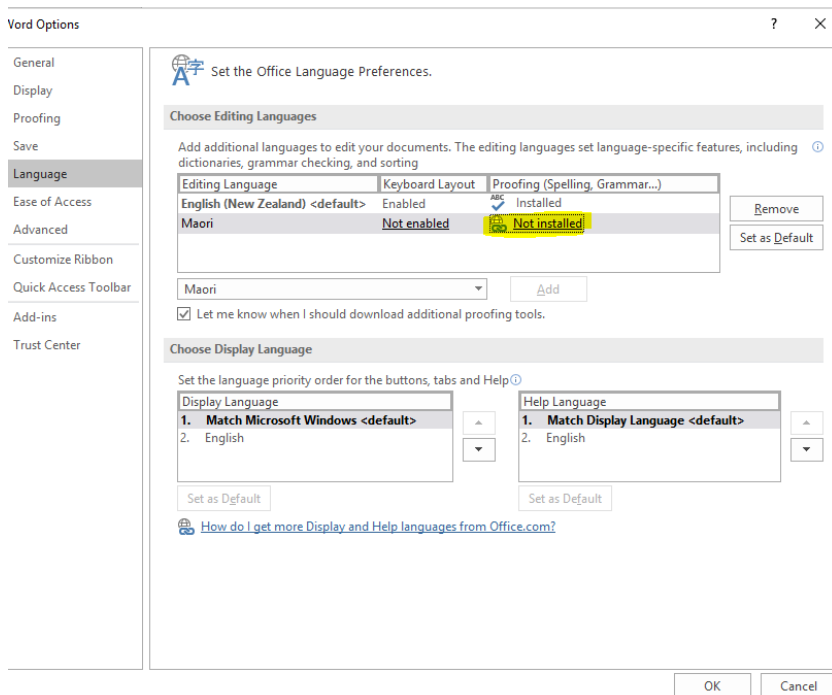 Word Options
?
General
Display
Proofing
Save
Language
Ease of Access
Advanced
Customize Ribbon
Quick Access Toolbar
Add-ins
Trust Center
A字 Set the Office Language Preferences.
Choose Editing Languages
Add additional languages to edit your documents. The editing languages set language-specific features, including
dictionaries, grammar checking, and sorting
Editing Language Keyboard Layout Proofing (Spelling, Grammar...)
English (New Zealand) <default> Enabled ABC Installed
Maori Not enabled Not installed
Remove
Set as Default
Maori Add
Let me know when I should download additional proofing tools.
Choose Display Language
Set the language priority order for the buttons, tabs and Help
Display Language
1. Match Microsoft Windows <default>
2. English
Set as Default
Help Language
1. Match Display Language <default>
2. English
Set as Default
How do I get more Display and Help languages from Office.com?
OK Cancel